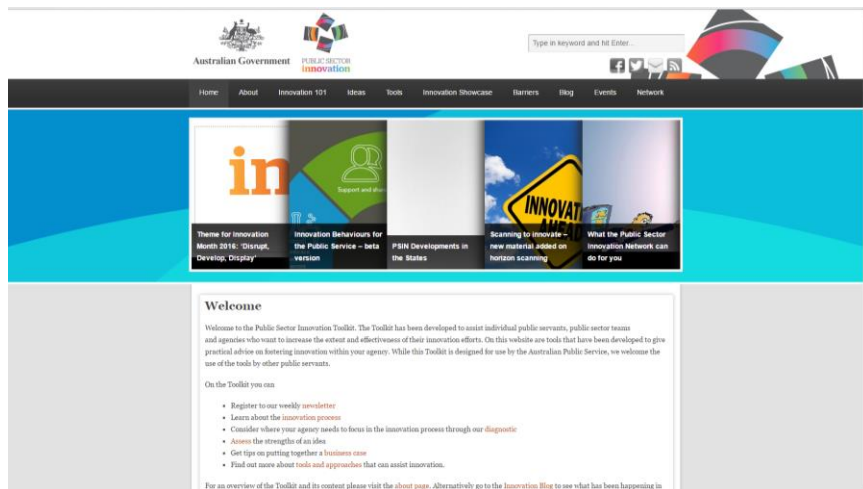 Type in keyword and hit Enter...
Australian Government
PUBLIC SECTOR
innovation
Home About Innovation 101 Ideas Tools Innovation Showcase Barriers Blog Events Network
in
Support and
INNOVAT
AHEAD
Theme for Innovation
Month 2016: 'Disrupt,
Develop, Display'
Innovation Behaviours for
the Public Service – beta
version
PSIN Developments in
the States
Scanning to innovate –
new material added on
horizon scanning
What the Public Sector
Innovation Network can
do for you
Welcome
Welcome to the Public Sector Innovation Toolkit. The Toolkit has been developed to assist individual public servants, public sector teams
and agencies who want to increase the extent and effectiveness of their innovation efforts. On this website are tools that have been developed to give
practical advice on fostering innovation within your agency. While this Toolkit is designed for use by the Australian Public Service, we welcome the
use of the tools by other public servants.
On the Toolkit you can
• Register to our weekly newsletter
• Learn about the innovation process
• Consider where your agency needs to focus in the innovation process through our diagnostic
• Assess the strengths of an idea
• Get tips on putting together a business case
• Find out more about tools and approaches that can assist innovation.
For an overview of the Toolkit and its content please visit the about page. Alternatively go to the Innovation Blog to see what has been happening in